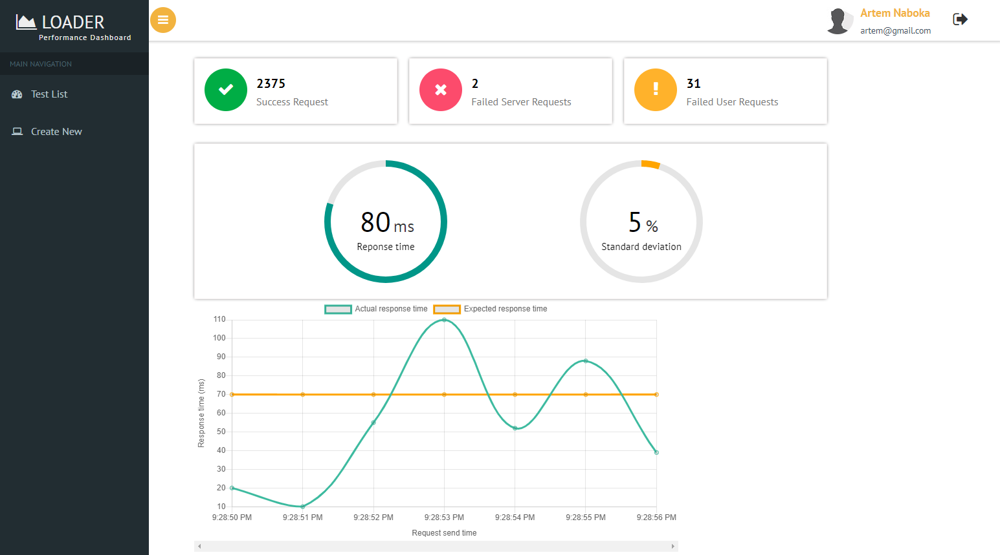 LOADER
Performance Dashboard
Artem Naboka
artem@gmail.com
MAIN NAVIGATION
Test List
Create New
2375
Success Request
2
Failed Server Requests
31
Failed User Requests
80 ms
Reponse time
5 %
Standard deviation
Actual response time
Expected response time
Response time (ms)
110
100
90
80
70
60
50
40
30
20
10
9:28:50 PM
9:28:51 PM
9:28:52 PM
9:28:53 PM
9:28:54 PM
9:28:55 PM
9:28:56 PM
Request send time